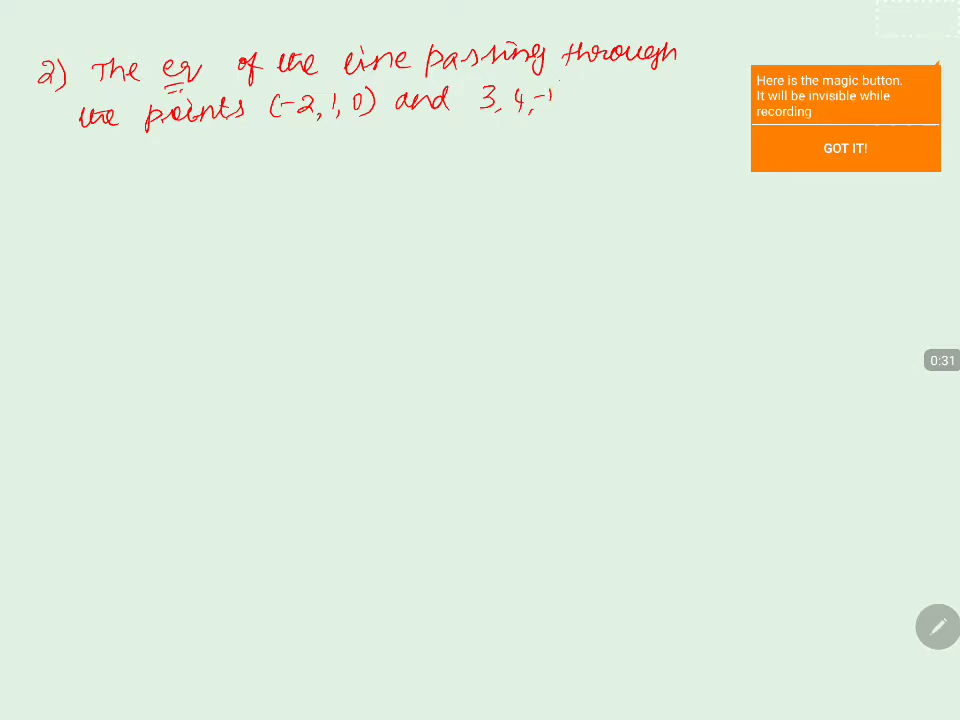 2) The eq of the line passing through
the points (-2, 1, 0) and 3, 4, -1
Here is the magic button.
It will be invisible while
recording
GOT IT!
0:31